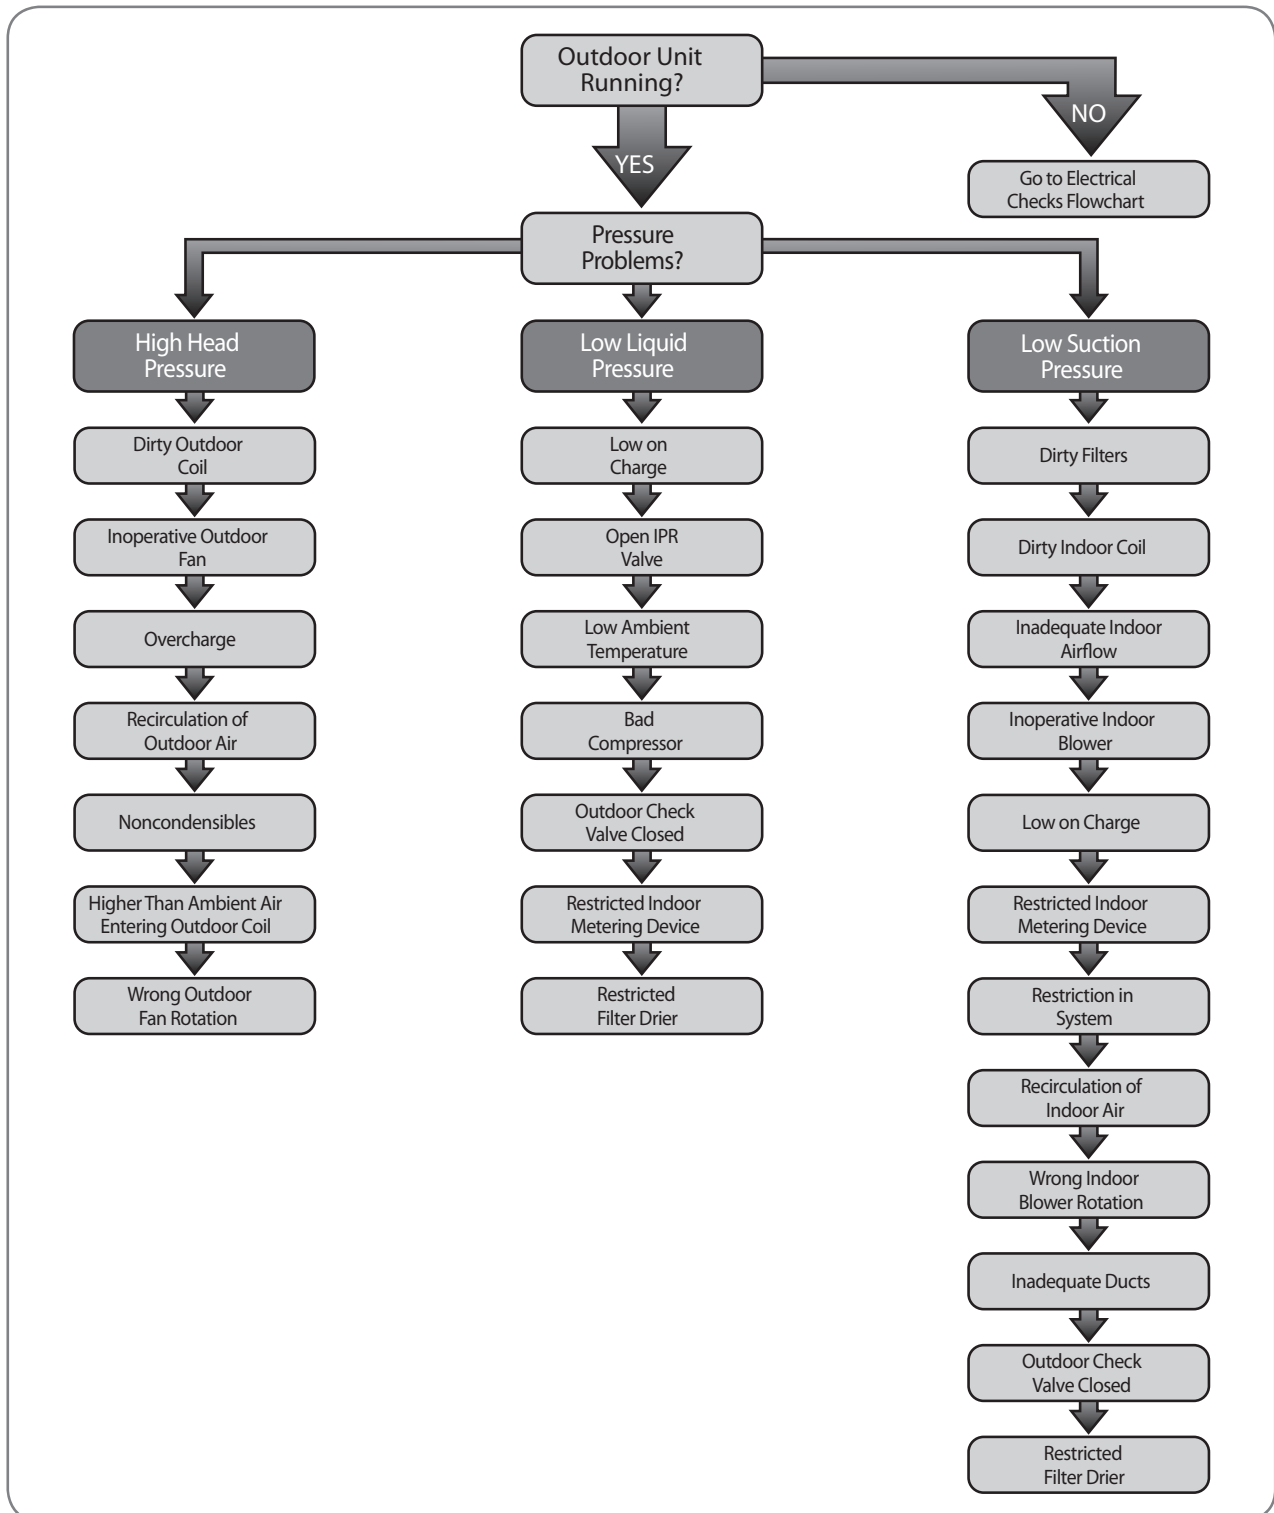 Outdoor Unit
Running?
NO
YES
Go to Electrical
Checks Flowchart
Pressure
Problems?
High Head
Pressure
Dirty Outdoor
Coil
Inoperative Outdoor
Fan
Overcharge
Recirculation of
Outdoor Air
Noncondensibles
Higher Than Ambient Air
Entering Outdoor Coil
Wrong Outdoor
Fan Rotation
Low Liquid
Pressure
Low on
Charge
Open IPR
Valve
Low Ambient
Temperature
Bad
Compressor
Outdoor Check
Valve Closed
Restricted Indoor
Metering Device
Restricted
Filter Drier
Low Suction
Pressure
Dirty Filters
Dirty Indoor Coil
Inadequate Indoor
Airflow
Inoperative Indoor
Blower
Low on Charge
Restricted Indoor
Metering Device
Restriction in
System
Recirculation of
Indoor Air
Wrong Indoor
Blower Rotation
Inadequate Ducts
Outdoor Check
Valve Closed
Restricted
Filter Drier